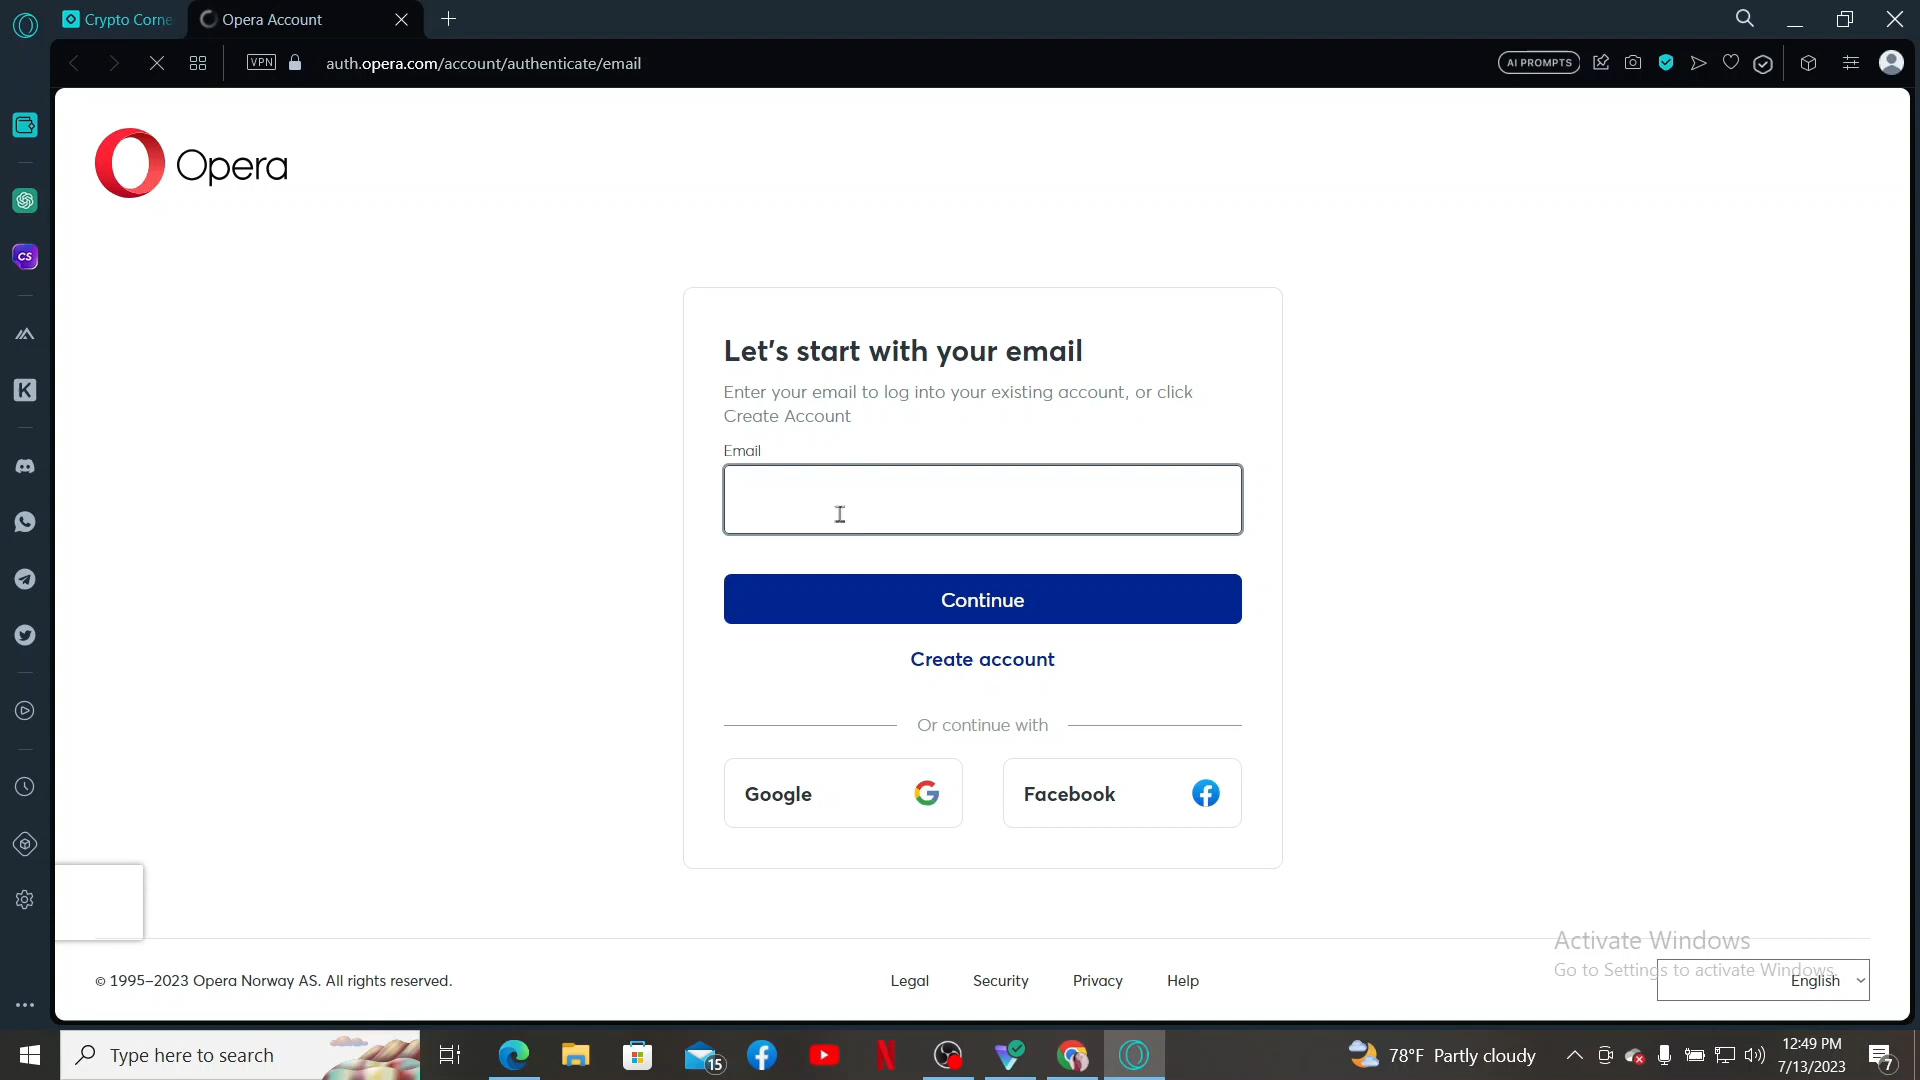 Crypto Corne
Opera Account
VPN
auth.opera.com/account/authenticate/email
AI PROMPTS
Opera
CS
K
Let's start with your email
Enter your email to log into your existing account, or click
Create Account
Email
Continue
Create account
Or continue with
Google
Facebook
Activate Windows
Go to Settings to activate Windows.
© 1995–2023 Opera Norway AS. All rights reserved.
Legal
Security
Privacy
Help
English
Type here to search
15
78°F Partly cloudy
12:49 PM
7/13/2023
7